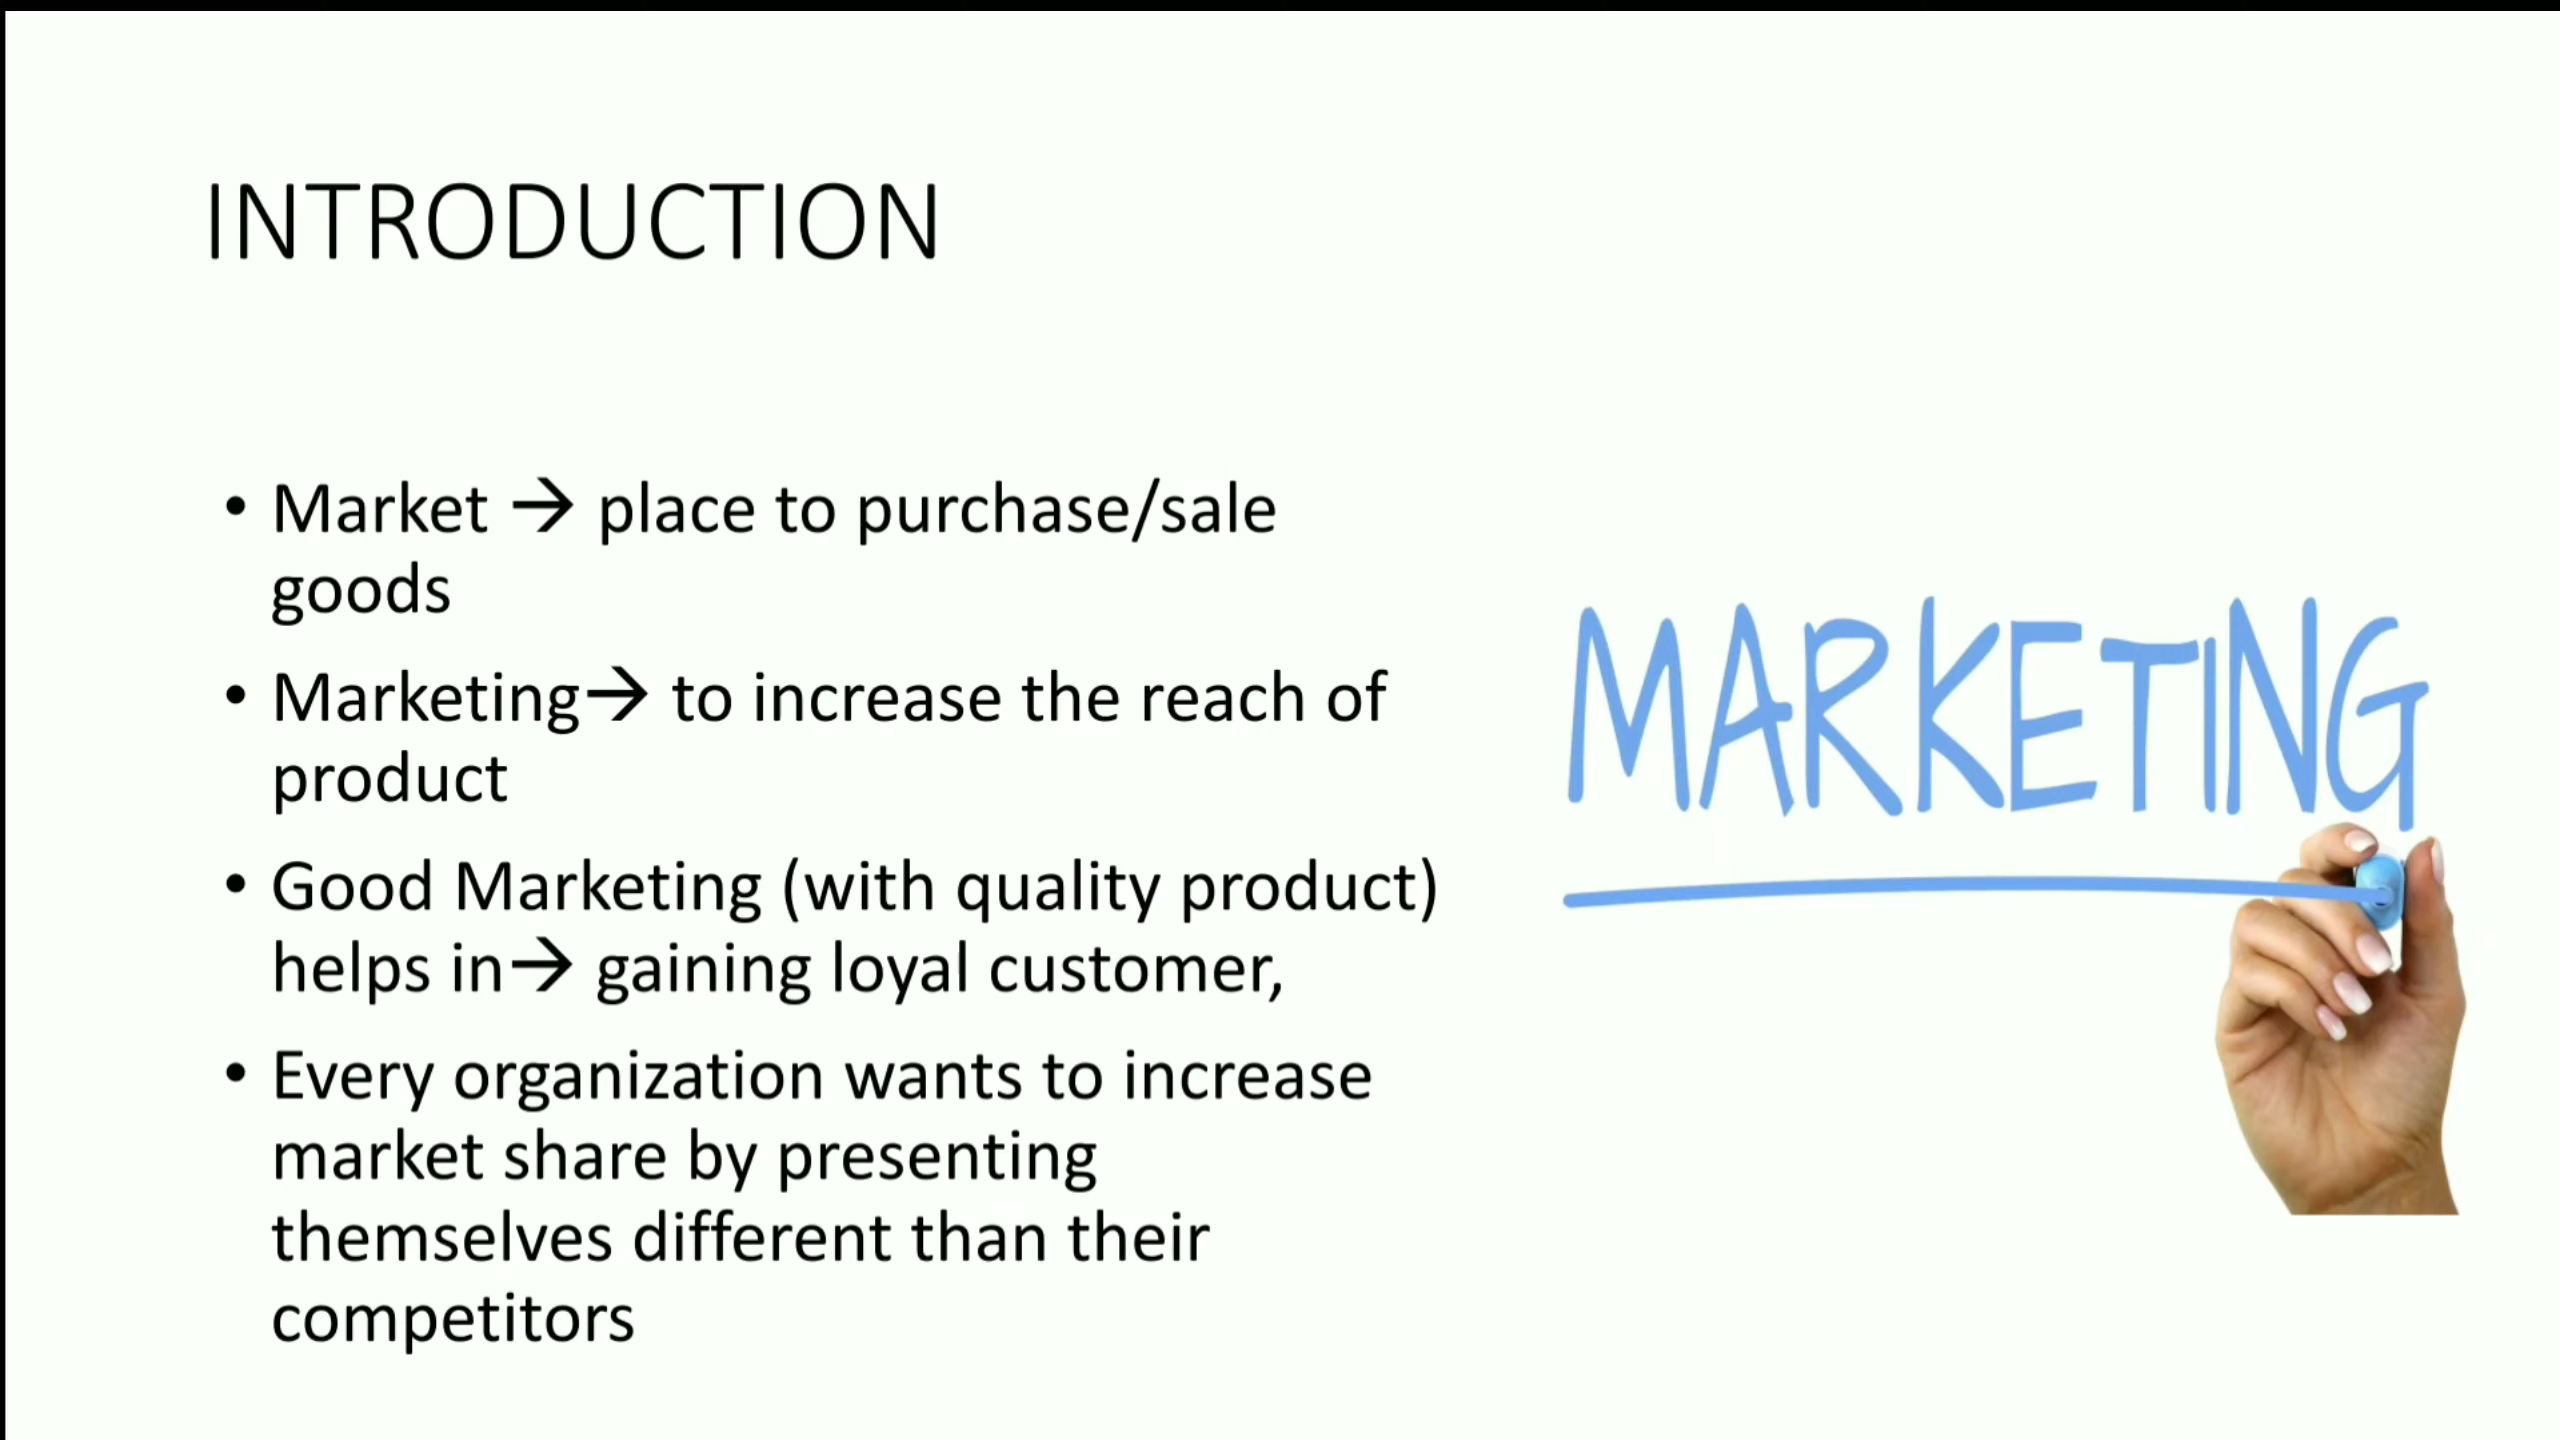 INTRODUCTION
• Market → place to purchase/sale
goods
• Marketing→ to increase the reach of
product
• Good Marketing (with quality product)
helps in→ gaining loyal customer,
• Every organization wants to increase
market share by presenting
themselves different than their
competitors
MARKETING